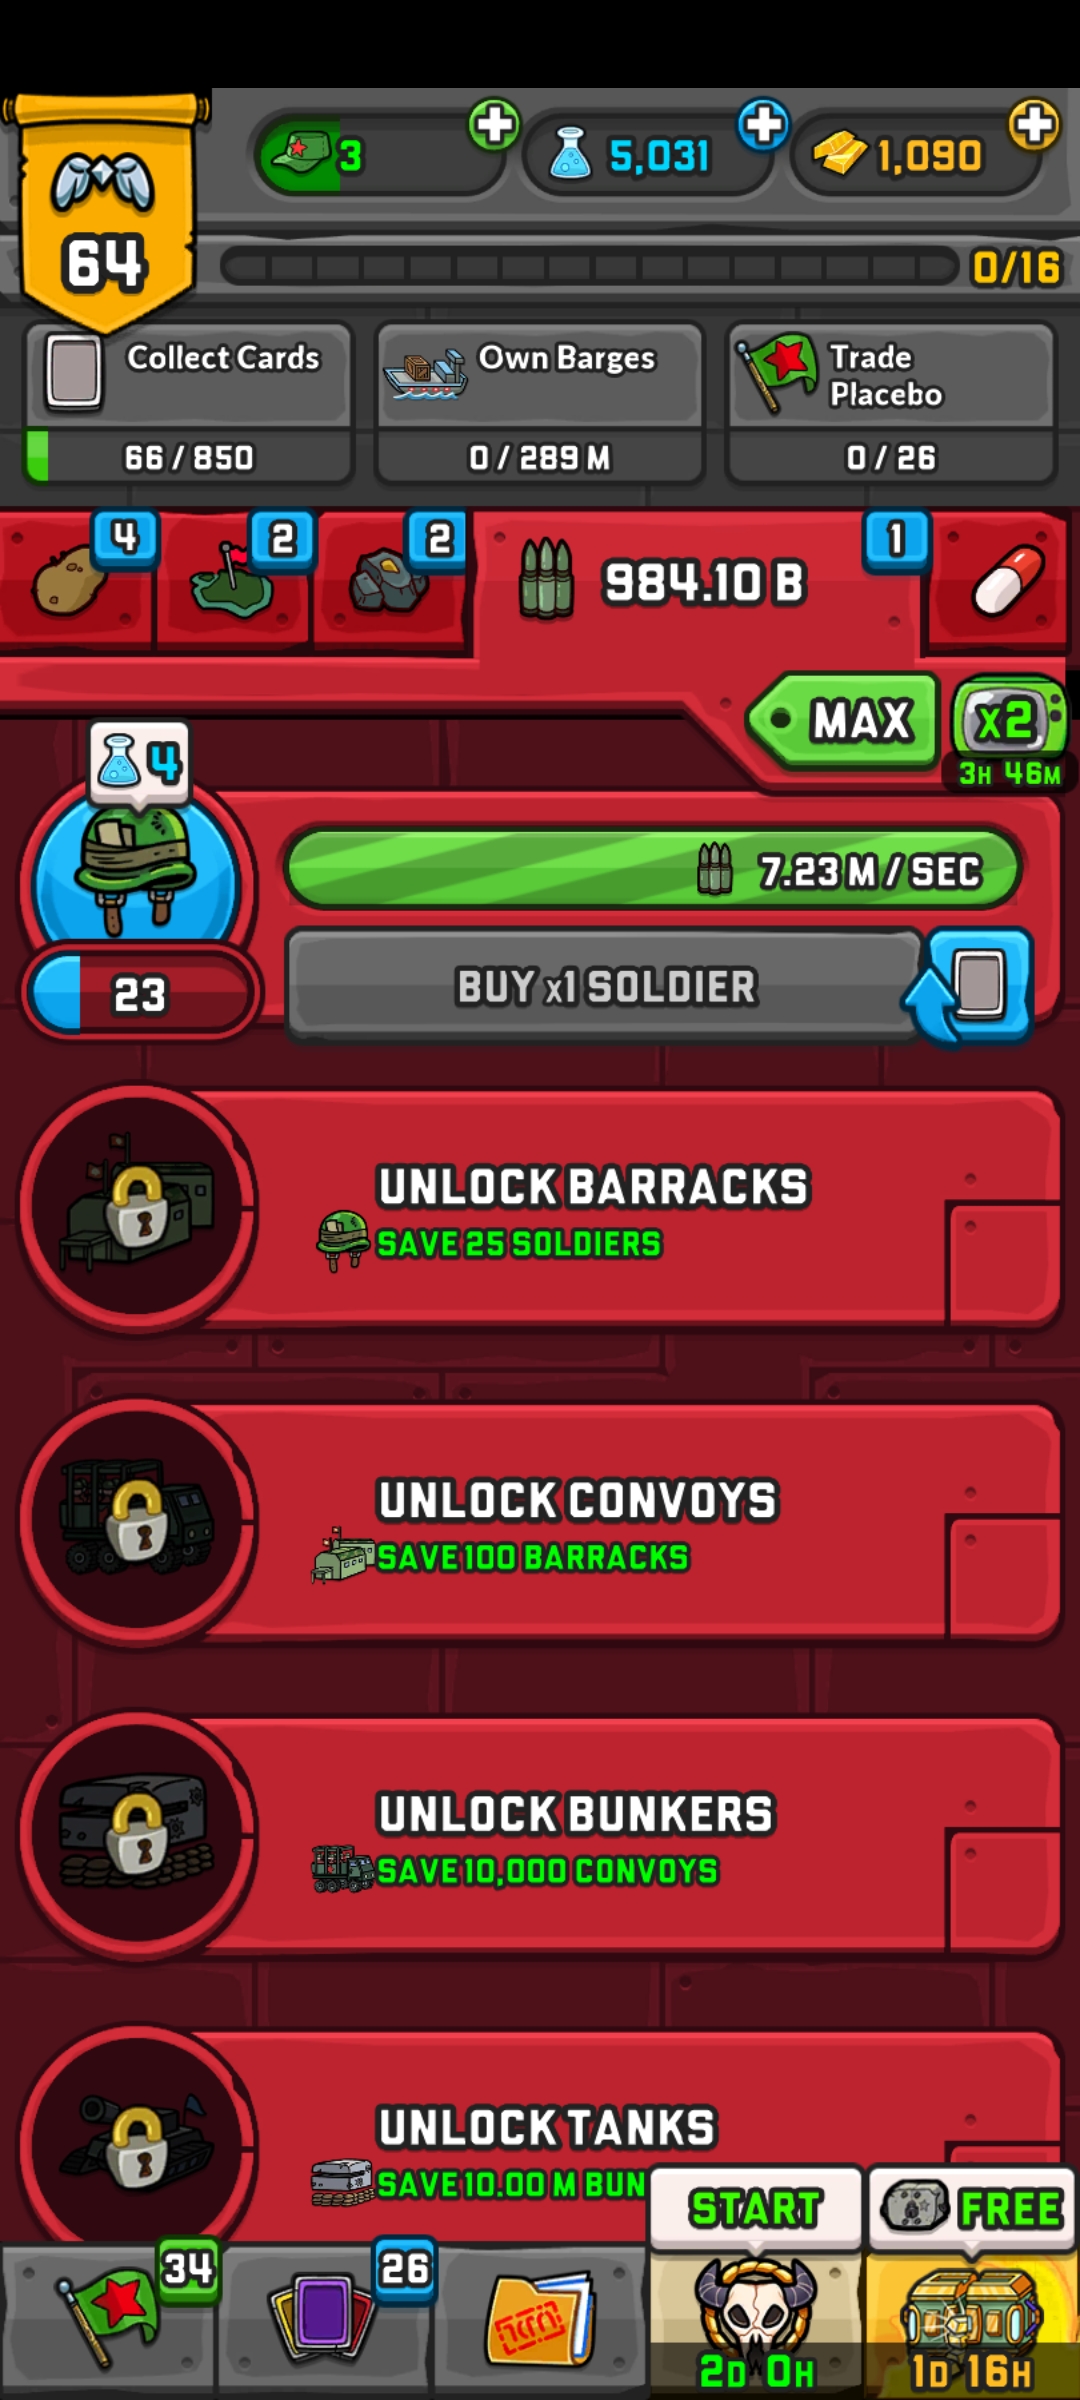 3
5,031
1,090
64
0/16
Collect Cards
66 / 850
Own Barges
0 / 289 M
Trade
Placebo
0 / 26
4
2
2
984.10 B
1
MAX
x2
3H 46M
4
7.23 M / SEC
23
BUY x1 SOLDIER
UNLOCK BARRACKS
SAVE 25 SOLDIERS
UNLOCK CONVOYS
SAVE 100 BARRACKS
UNLOCK BUNKERS
SAVE 10,000 CONVOYS
UNLOCK TANKS
SAVE 10.00 M BUN
START
FREE
34
26
2D 0H
1D 16H